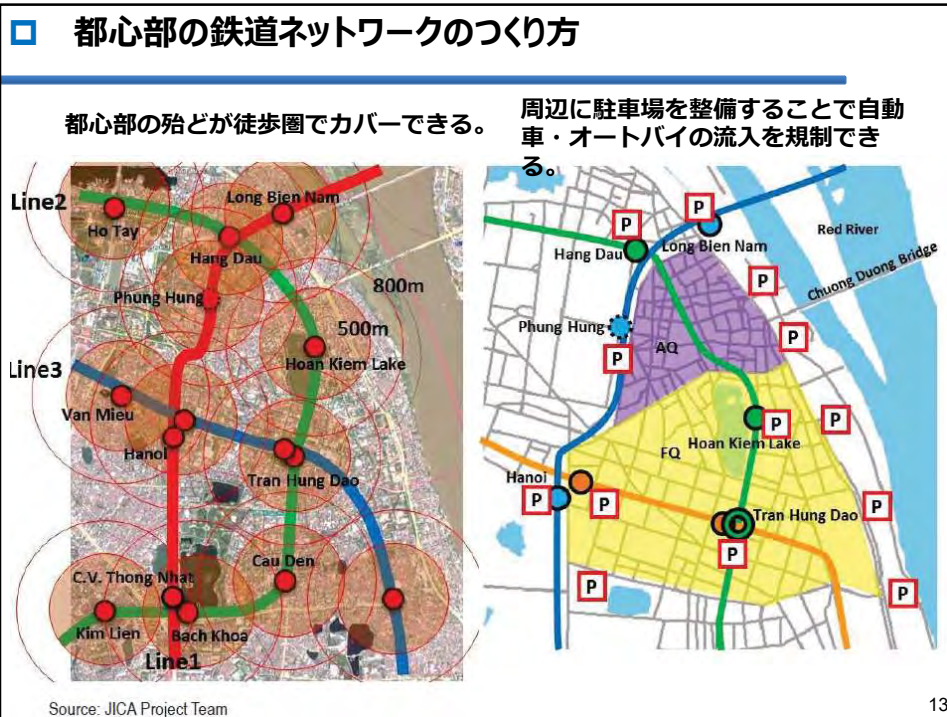 都心部の鉄道ネットワークのつくり方
都心部の殆どが徒歩圏でカバーできる。
周辺に駐車場を整備することで自動
車・オートバイの流入を規制でき
る。
Line2
Ho Tay
Long Bien Nam
Hang Dau
Phung Hung
800m
500m
Hoan Kiem Lake
Line3
Van Mieu
Hanoi
Tran Hung Dao
C.V. Thong Nhat
Cau Den
Kim Lien
Bach Khoa
Line1
P
P
Hang Dau
Long Bien Nam
Red River
Chuong Duong Bridge
P
Phung Hung
P
AQ
P
P
P
Hoan Kiem Lake
FQ
Hanoi
P
P
Tran Hung Dao
P
P
P
P
Source: JICA Project Team
13